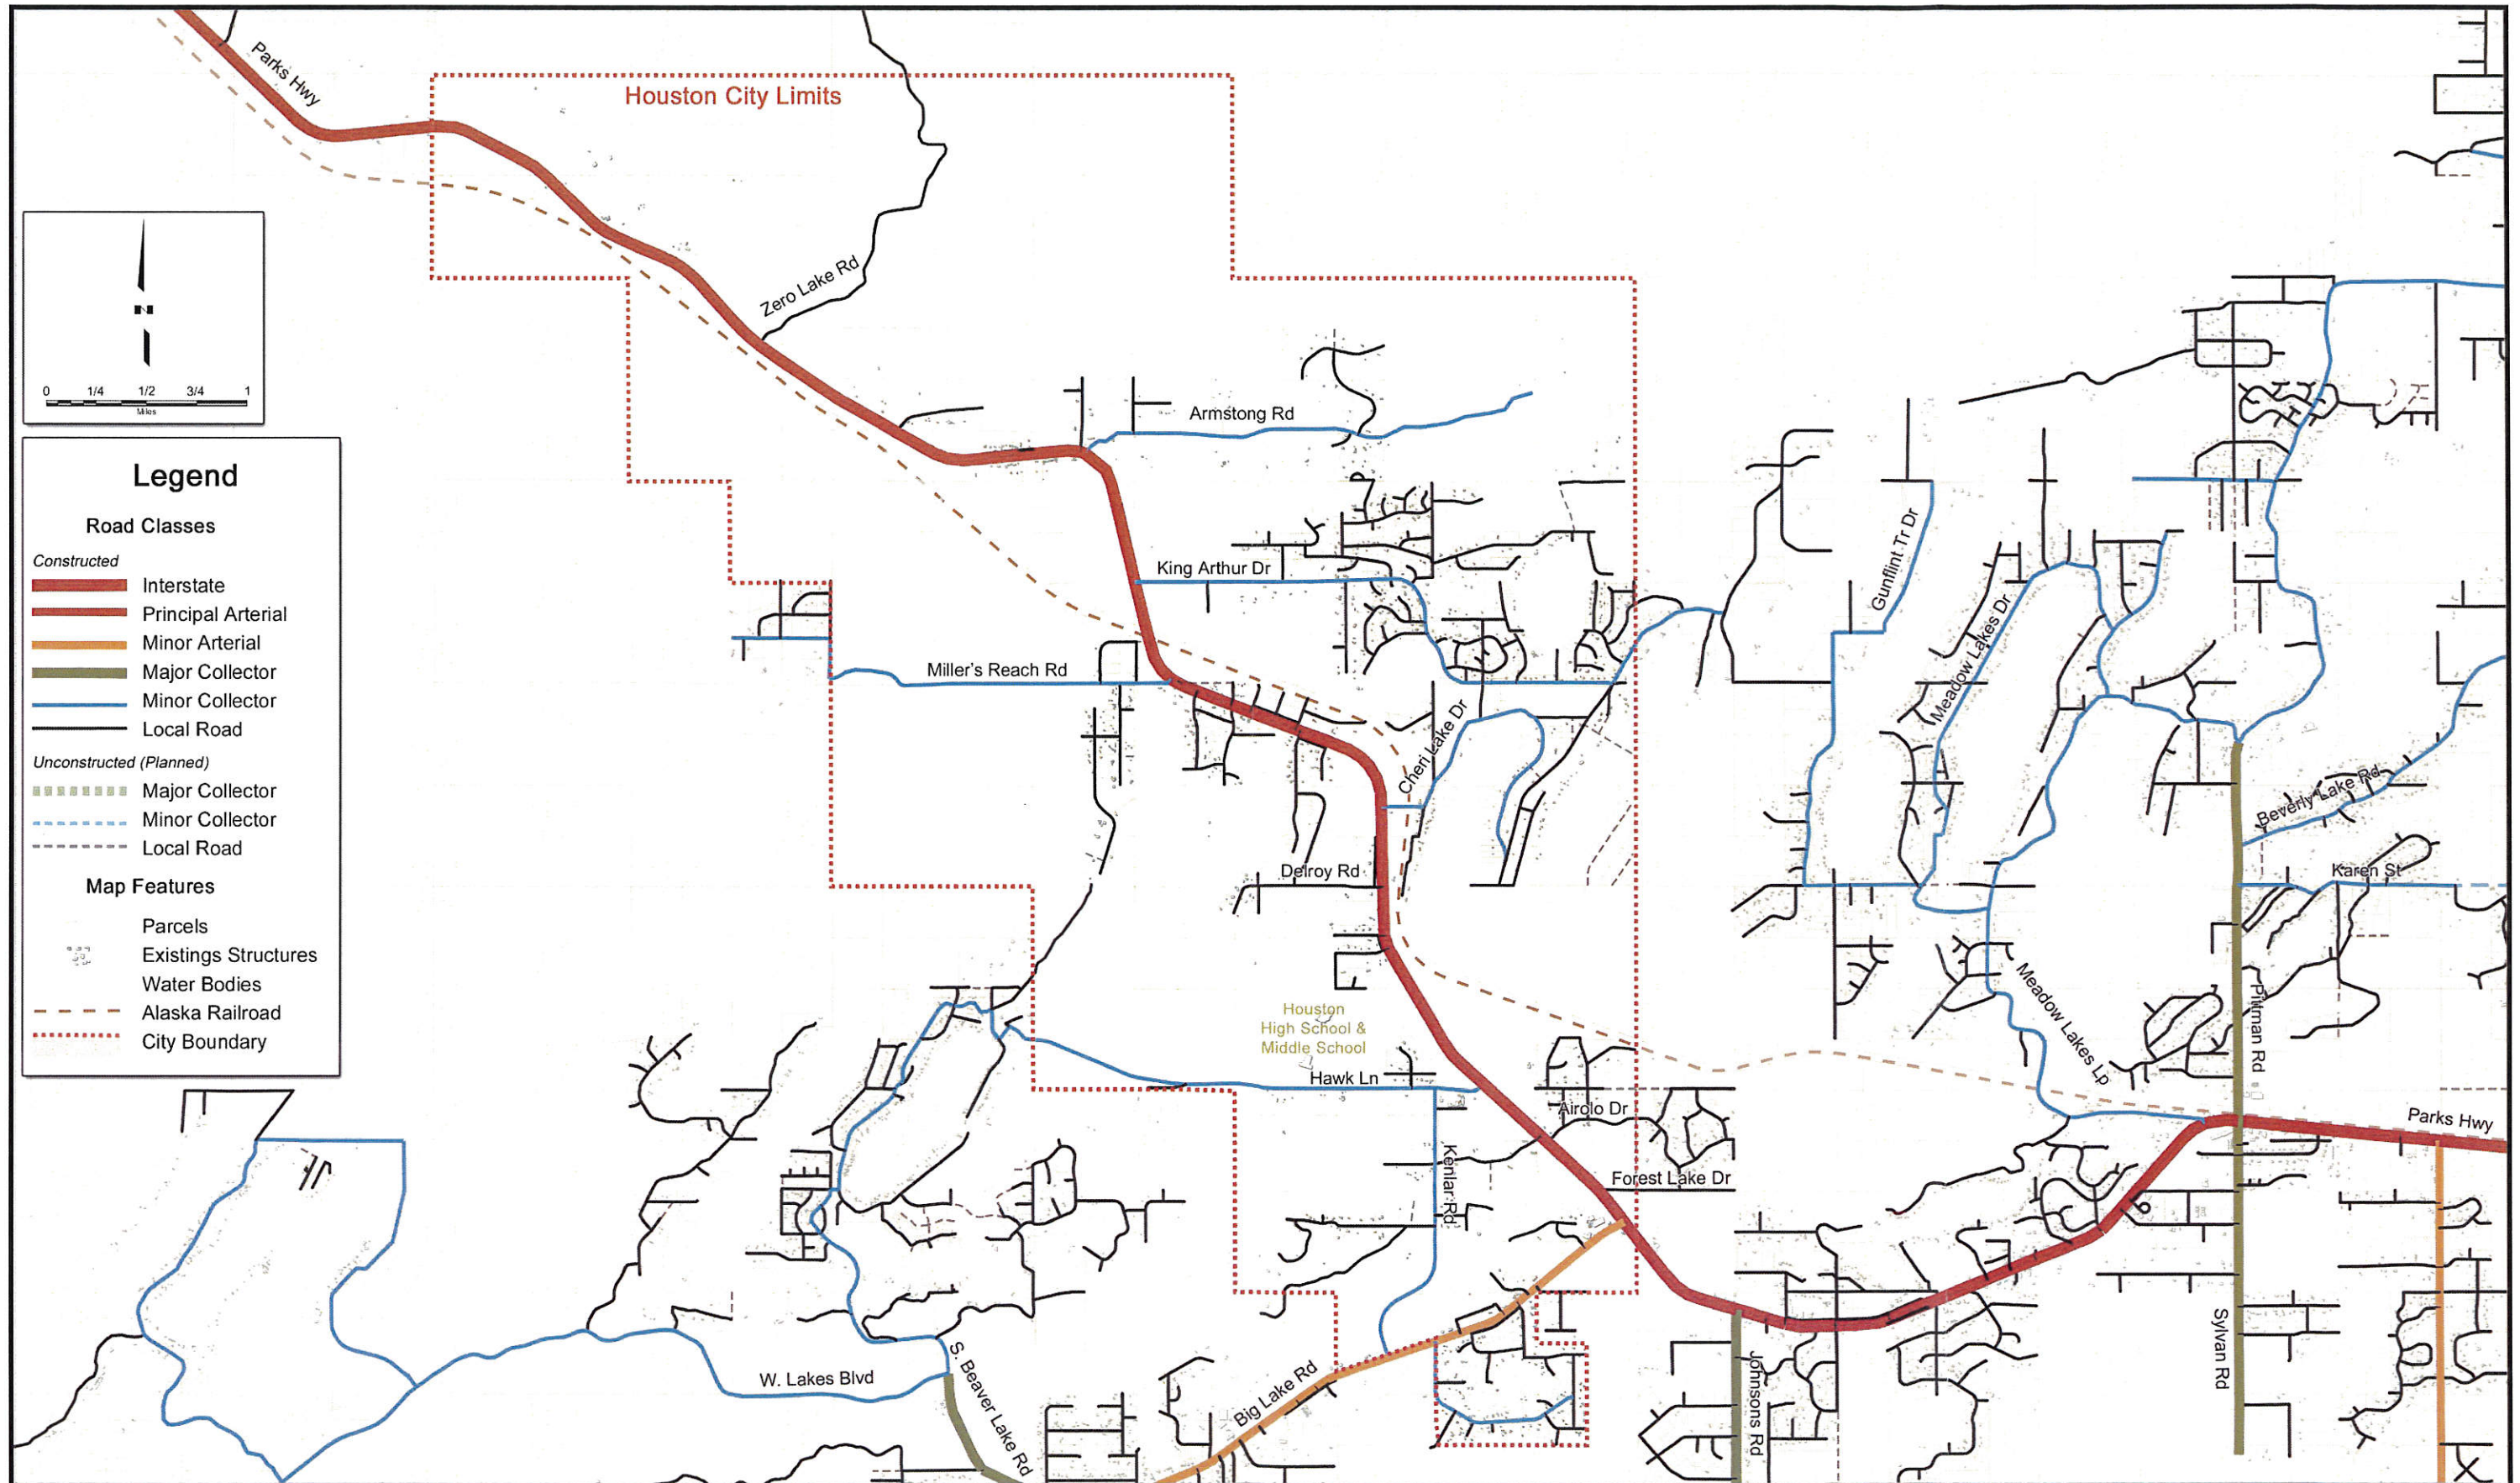 Parks Hwy
Houston City Limits
Zero Lake Rd
N
0 1/4 1/2 3/4 1
Miles
Legend
Road Classes
Constructed
Interstate
Principal Arterial
Minor Arterial
Major Collector
Minor Collector
Local Road
Unconstructed (Planned)
Major Collector
Minor Collector
Local Road
Map Features
Parcels
Existings Structures
Water Bodies
Alaska Railroad
City Boundary
Armstong Rd
King Arthur Dr
Miller's Reach Rd
Cheri Lake Dr
Delroy Rd
Gunflint Tr Dr
Meadow Lakes Dr
Beverly Lake Rd
Karen St
Meadow Lakes Lp
Pittman Rd
Houston
High School &
Middle School
Hawk Ln
Airolo Dr
Kenlar Rd
Forest Lake Dr
Parks Hwy
W. Lakes Blvd
S. Beaver Lake Rd
Big Lake Rd
Johnsons Rd
Sylvan Rd